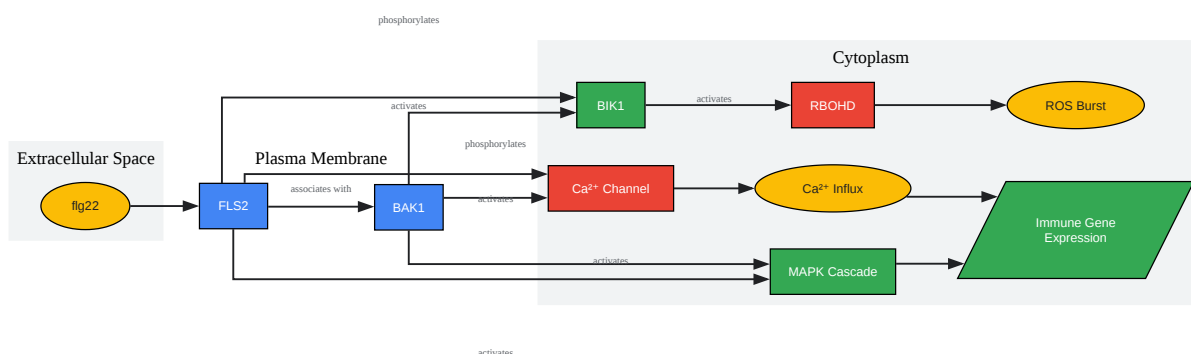 phosphorylates
Cytoplasm
BIK1
activates
RBOHD
ROS Burst
activates
phosphorylates
Extracellular Space
Plasma Membrane
flg22
FLS2
associates with
BAK1
Ca²⁺ Channel
activates
Ca²⁺ Influx
Immune Gene
Expression
activates
MAPK Cascade
activates